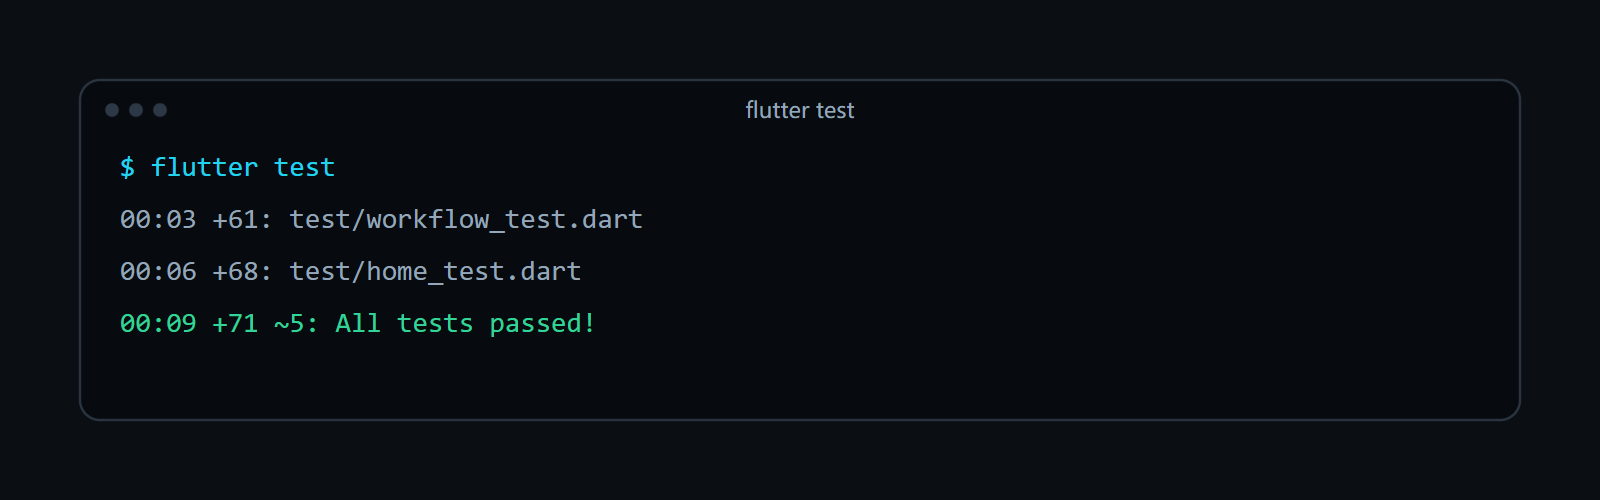 flutter test
$ flutter test
00:03 +61: test/workflow_test.dart
00:06 +68: test/home_test.dart
00:09 +71 ~5: All tests passed!